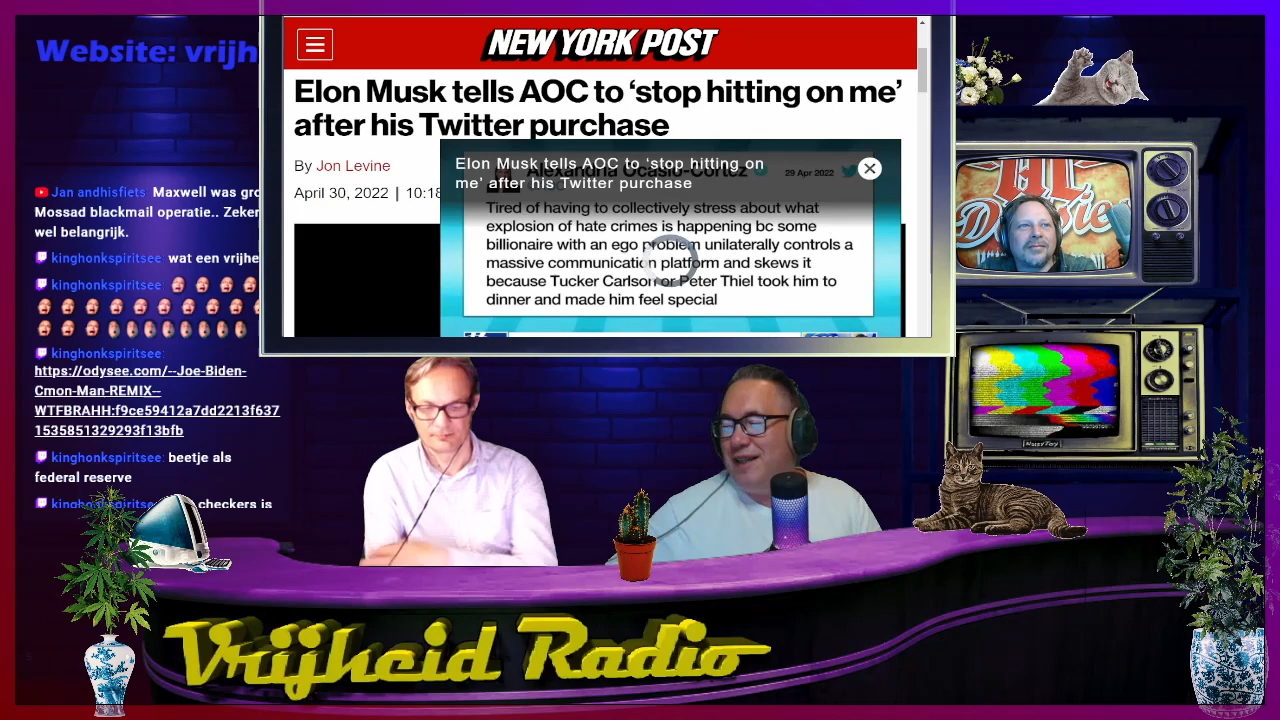 Website: vrijh
NEW YORK POST
Elon Musk tells AOC to ‘stop hitting on me’
after his Twitter purchase
By Jon Levine
April 30, 2022 | 10:18
Elon Musk tells AOC to ‘stop hitting on
me’ after his Twitter purchase
Alexandria Ocasio-Cortez
29 Apr 2022
Tired of having to collectively stress about what
explosion of hate crimes is happening bc some
billionaire with an ego problem unilaterally controls a
massive communication platform and skews it
because Tucker Carlson or Peter Thiel took him to
dinner and made him feel special
Jan andhisfiets: Maxwell was gro
Mossad blackmail operatie.. Zeker
wel belangrijk.
kinghonkspiritsee: wat een vrijhe
kinghonkspiritsee:
kinghonkspiritsee:
https://odysee.com/--Joe-Biden-
Cmon-Man-REMIX--
WTFBRAHH:f9ce59412a7dd2213f637
1535851329293f13bfb
kinghonkspiritsee: beetje als
federal reserve
kinghonkspiritsee: checkers is
Vrijheid Radio